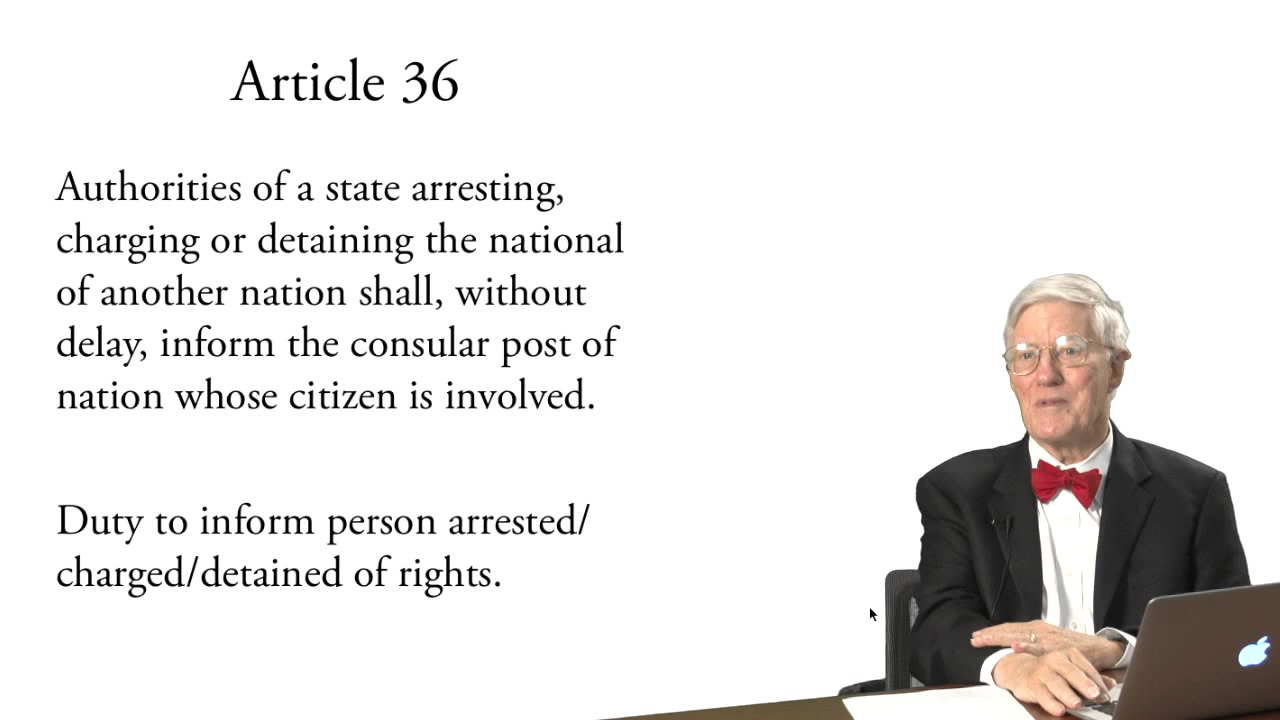 Article 36
Authorities of a state arresting,
charging or detaining the national
of another nation shall, without
delay, inform the consular post of
nation whose citizen is involved.
Duty to inform person arrested/
charged/detained of rights.